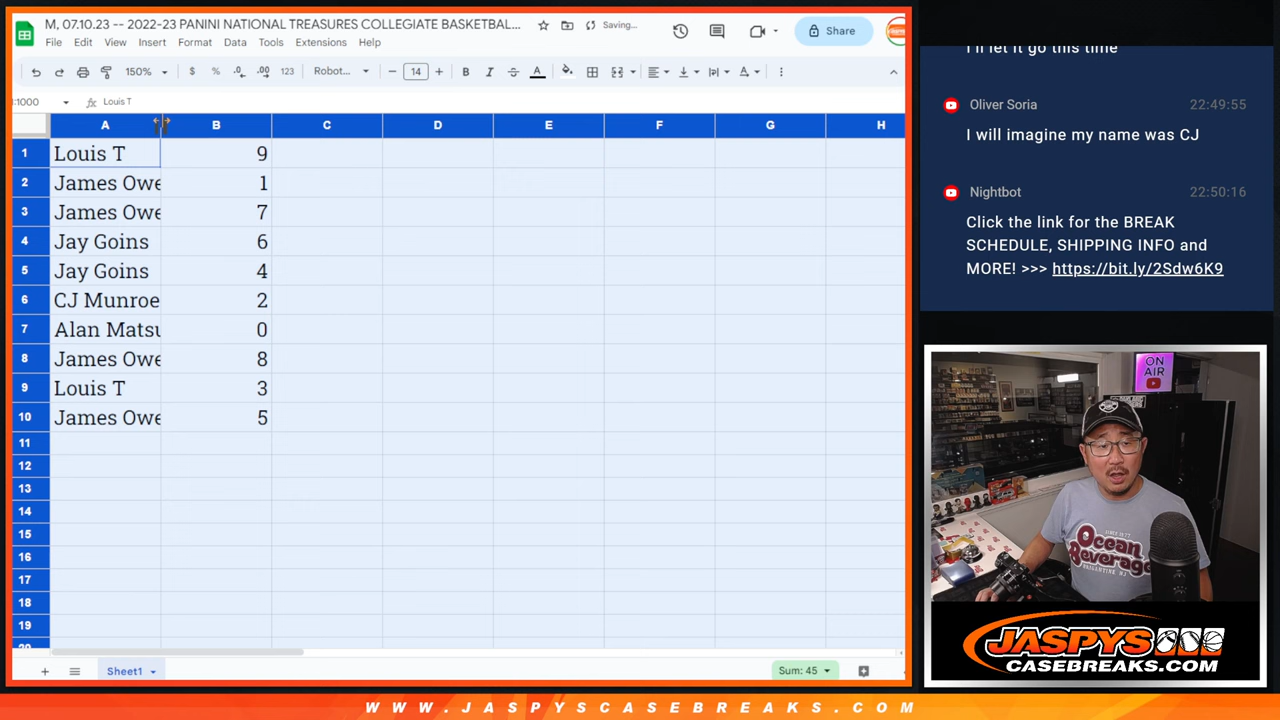 M, 07.10.23 -- 2022-23 PANINI NATIONAL TREASURES COLLEGIATE BASKETBAL...
Saving...
File Edit View Insert Format Data Tools Extensions Help
Share
150% $ % .0 .00 123 Robot... - 14 + B I A
:1000 fx Louis T
A B C D E F G H
1 Louis T 9
2 James Owe 1
3 James Owe 7
4 Jay Goins 6
5 Jay Goins 4
6 CJ Munroe 2
7 Alan Matsu 0
8 James Owe 8
9 Louis T 3
10 James Owe 5
11
12
13
14
15
16
17
18
19
20
+ Sheet1 Sum: 45
I'll let it go this time
Oliver Soria 22:49:55
I will imagine my name was CJ
Nightbot 22:50:16
Click the link for the BREAK
SCHEDULE, SHIPPING INFO and
MORE! >>> https://bit.ly/2Sdw6K9
ON
AIR
Ocean
Beverage
BRIGANTINE, NJ
JASPYS
CASEBREAKS.COM
WWW.JASPYSCASEBREAKS.COM